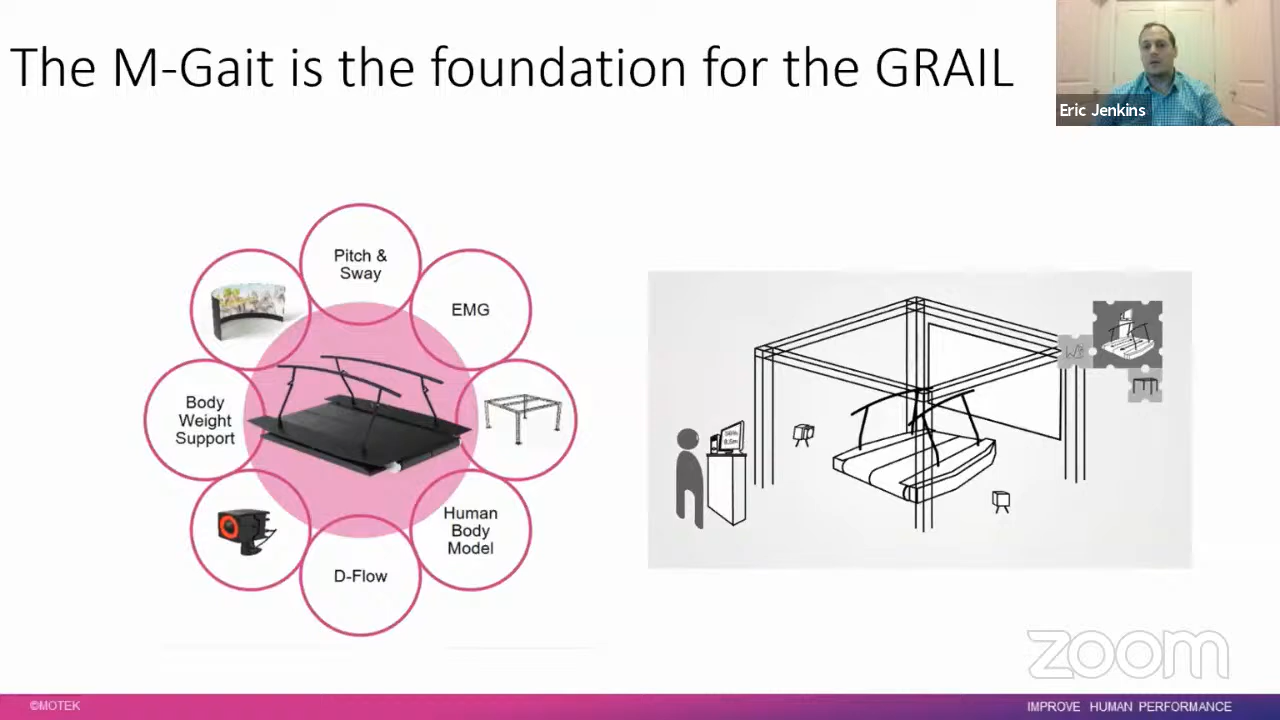 The M-Gait is the foundation for the GRAIL
Eric Jenkins
Pitch &
Sway
EMG
Body
Weight
Support
Human
Body
Model
D-Flow
zoom
©MOTEK
IMPROVE HUMAN PERFORMANCE